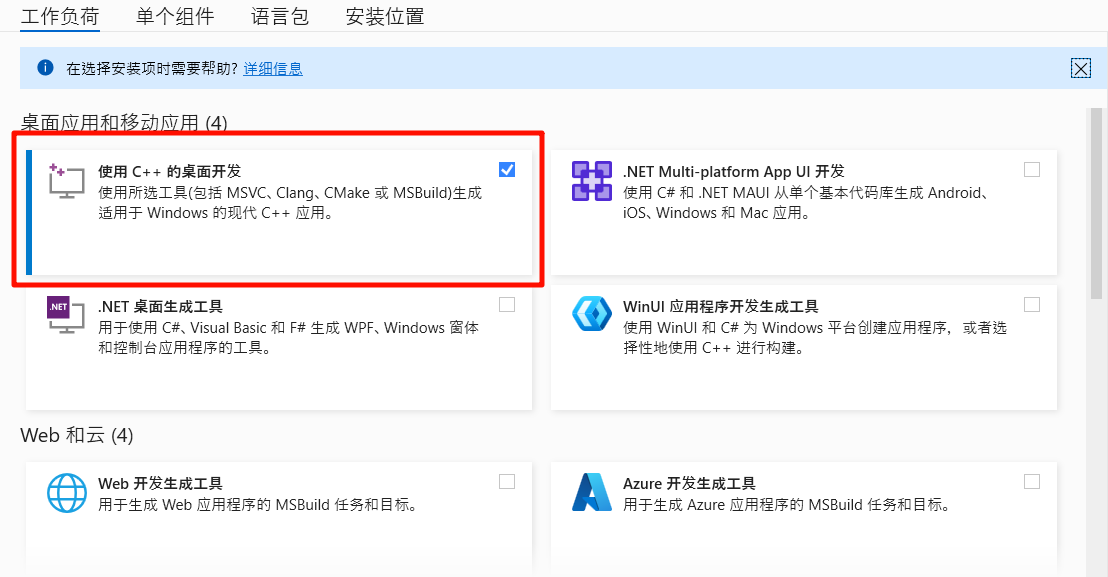 工作负荷 单个组件 语言包 安装位置
在选择安装项时需要帮助? 详细信息
桌面应用和移动应用 (4)
使用 C++ 的桌面开发
使用所选工具(包括 MSVC、Clang、CMake 或 MSBuild)生成
适用于 Windows 的现代 C++ 应用。
.NET Multi-platform App UI 开发
使用 C# 和 .NET MAUI 从单个基本代码库生成 Android、
iOS、Windows 和 Mac 应用。
.NET
.NET 桌面生成工具
用于使用 C#、Visual Basic 和 F# 生成 WPF、Windows 窗体
和控制台应用程序的工具。
WinUI 应用程序开发生成工具
使用 WinUI 和 C# 为 Windows 平台创建应用程序，或者选
择性地使用 C++ 进行构建。
Web 和云 (4)
Web 开发生成工具
用于生成 Web 应用程序的 MSBuild 任务和目标。
Azure 开发生成工具
用于生成 Azure 应用程序的 MSBuild 任务和目标。